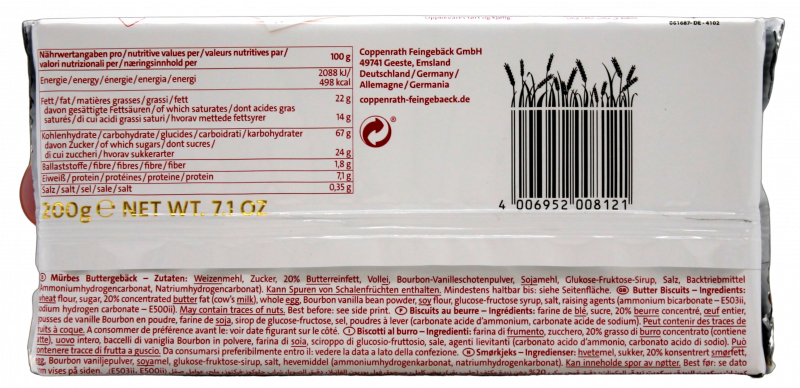 061687- DE - 4102
Nährwertangaben pro/nutritive values per/valeurs nutritives par/
valori nutrizionali per/næringsinnhold per
100 g
Energie/energy/énergie/energia/energi
2088 kJ/
498 kcal
Fett/fat/matières grasses/grassi/fett
22 g
davon gesättigte Fettsäuren/of which saturates/dont acides gras
saturés/di cui acidi grassi saturi/hvorav mettede fettsyrer
14 g
Kohlenhydrate/carbohydrate/glucides/carboidrati/karbohydrater
67 g
davon Zucker/of which sugars/dont sucres/
di cui zuccheri/hvorav sukkerarter
24 g
Ballaststoffe/fibre/fibres/fibre/fiber
1,8 g
Eiweiß/protein/protéines/proteine/protein
7,1 g
Salz/salt/sel/sale/salt
0,35 g
200g e NET WT. 7.1 OZ
Coppenrath Feingebäck GmbH
49741 Geeste, Emsland
Deutschland/Germany/
Allemagne/Germania
coppenrath-feingebaeck.de
®
4 006952 008121
Mürbes Buttergebäck – Zutaten: Weizenmehl, Zucker, 20% Butterreinfett, Vollei, Bourbon-Vanilleschotenpulver, Sojamehl, Glukose-Fruktose-Sirup, Salz, Backtriebmittel
Ammoniumhydrogencarbonat, Natriumhydrogencarbonat). Kann Spuren von Schalenfrüchten enthalten. Mindestens haltbar bis: siehe Seitenfläche. GB Butter Biscuits – Ingredients:
wheat flour, sugar, 20% concentrated butter fat (cow's milk), whole egg, Bourbon vanilla bean powder, soy flour, glucose-fructose syrup, salt, raising agents (ammonium bicarbonate – E503ii,
sodium hydrogen carbonate – E500ii). May contain traces of nuts. Best before: see side print. F Biscuits au beurre – Ingrédients: farine de blé, sucre, 20% beurre concentré, œuf entier,
gousses de vanille Bourbon en poudre, farine de soja, sirop de glucose-fructose, sel, poudres à lever (carbonate acide d'ammonium, carbonate acide de sodium). Peut contenir des traces de
fruits à coque. A consommer de préférence avant le: voir date figurant sur le côté. I Biscotti al burro – Ingredienti: farina di frumento, zucchero, 20% grasso di burro concentrato (contiene
latte), uovo intero, baccelli di vaniglia Bourbon in polvere, farina di soia, sciroppo di glucosio-fruttosio, sale, agenti lievitanti (carbonato acido d'ammonio, carbonato acido di sodio). Può
contenere tracce di frutta a guscio. Da consumarsi preferibilmente entro il: vedere la data a lato della confezione. N Smørkjeks – Ingredienser: hvetemel, sukker, 20% konsentrert smørfett,
egg, Bourbon vaniljepulver, soyamel, glukose-fruktose-sirup, salt, hevemiddel (ammoniumhydrogenkarbonat, natriumhydrogenkarbonat). Kan inneholde spor av nøtter. Best før: se dato